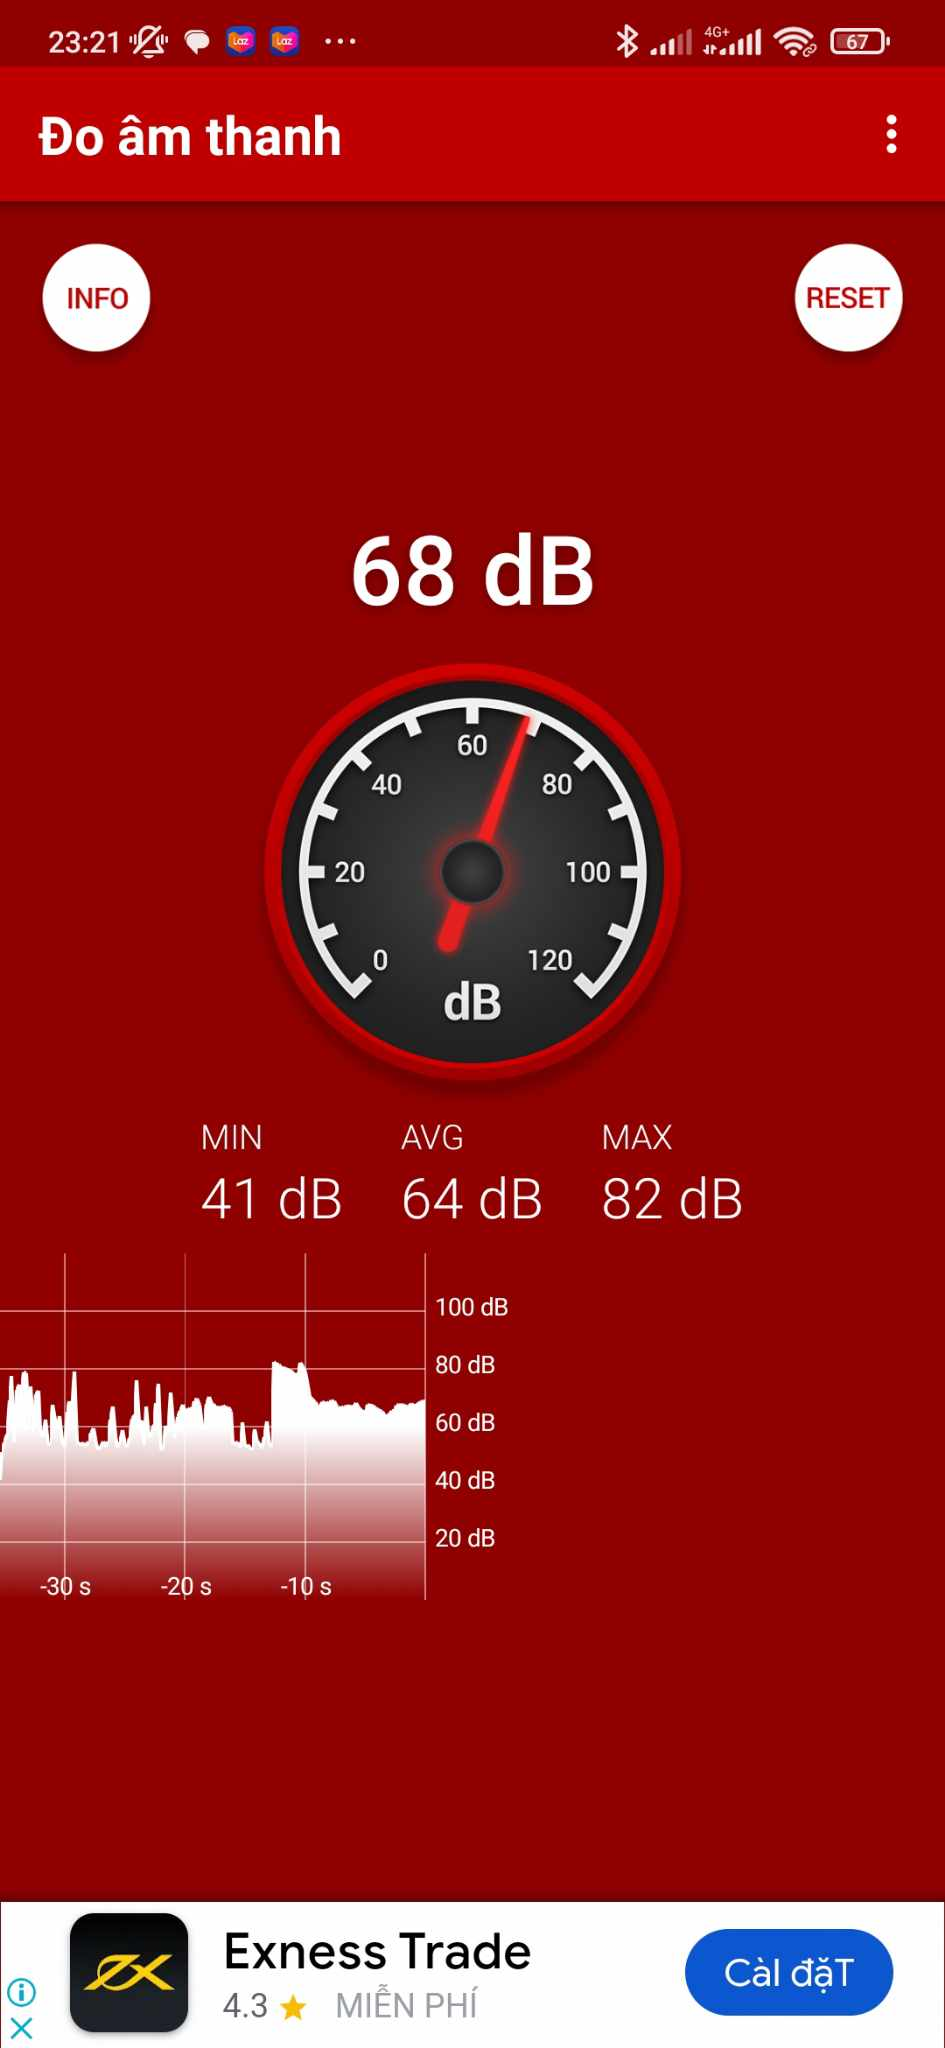 23:21 4G+ 67
Đo âm thanh
INFO
RESET
68 dB
0
20
40
60
80
100
120
dB
MIN AVG MAX
41 dB 64 dB 82 dB
100 dB
80 dB
60 dB
40 dB
20 dB
-30 s -20 s -10 s
Exness Trade
4.3 MIỄN PHÍ
Cài đặT